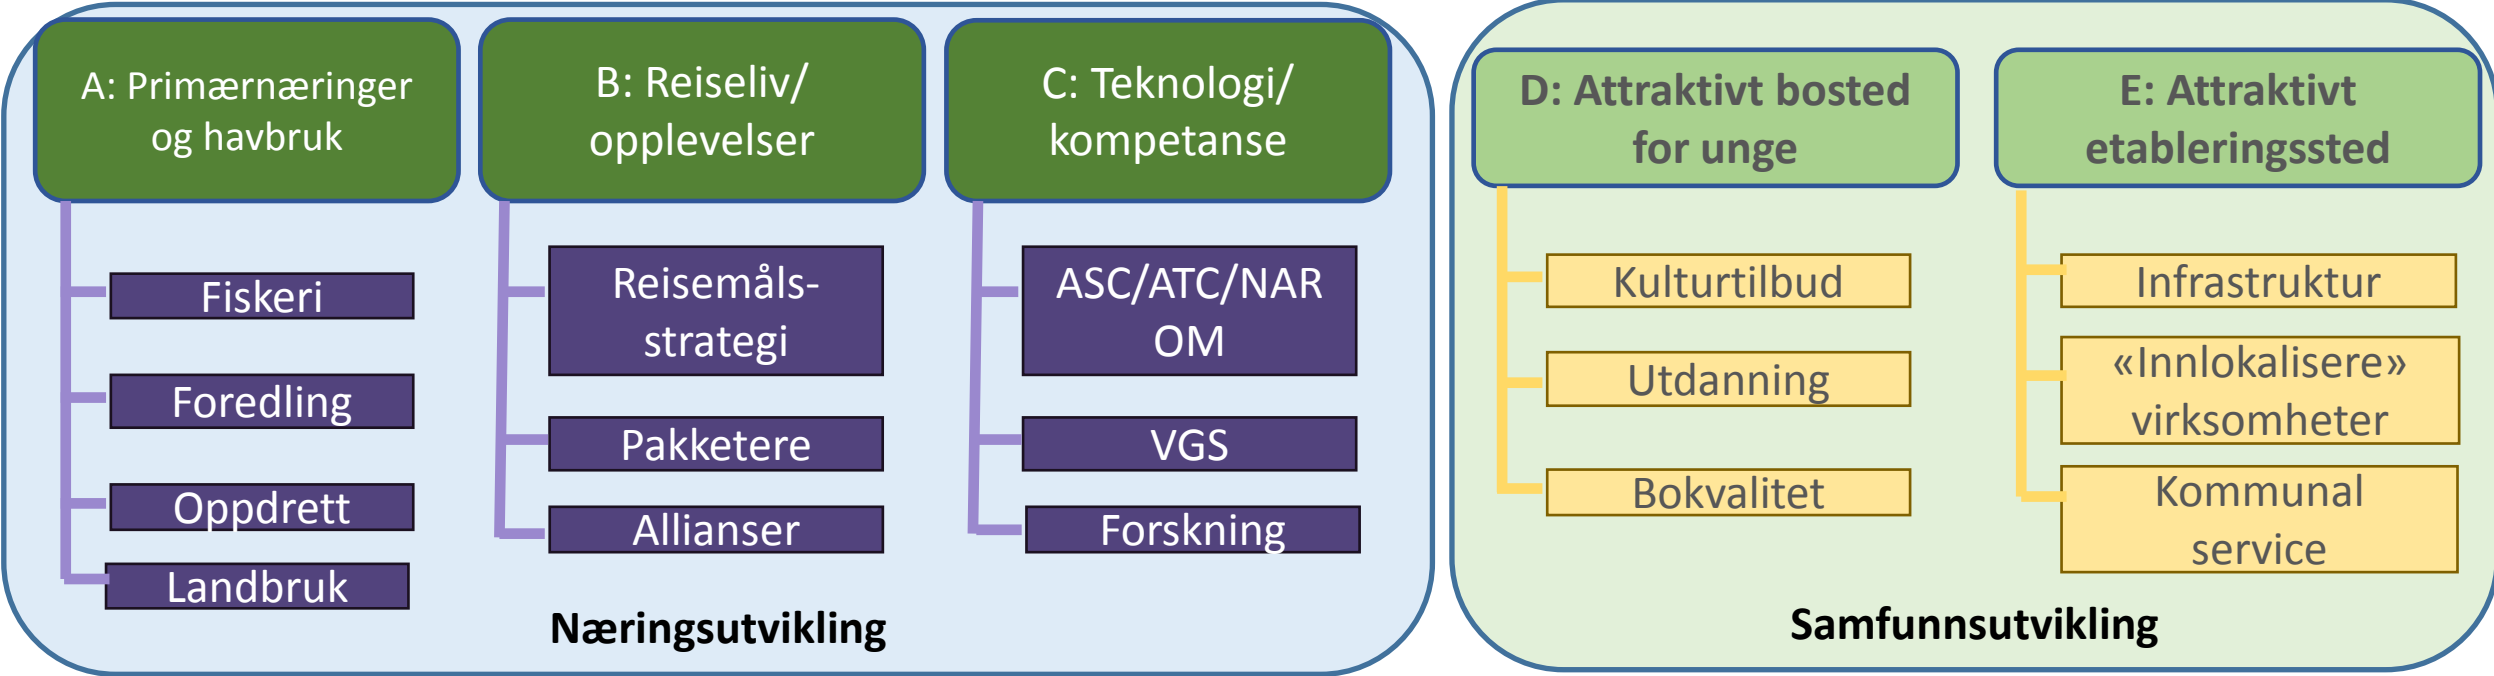 A: Primærnæringer
og havbruk
Fiskeri
Foredling
Oppdrett
Landbruk
B: Reiseliv/
opplevelser
Reisemåls-
strategi
Pakketere
Allianser
C: Teknologi/
kompetanse
ASC/ATC/NAR
OM
VGS
Forskning
Næringsutvikling
D: Attraktivt bosted
for unge
Kulturtilbud
Utdanning
Bokvalitet
E: Attraktivt
etableringssted
Infrastruktur
«Innlokalisere»
virksomheter
Kommunal
service
Samfunnsutvikling